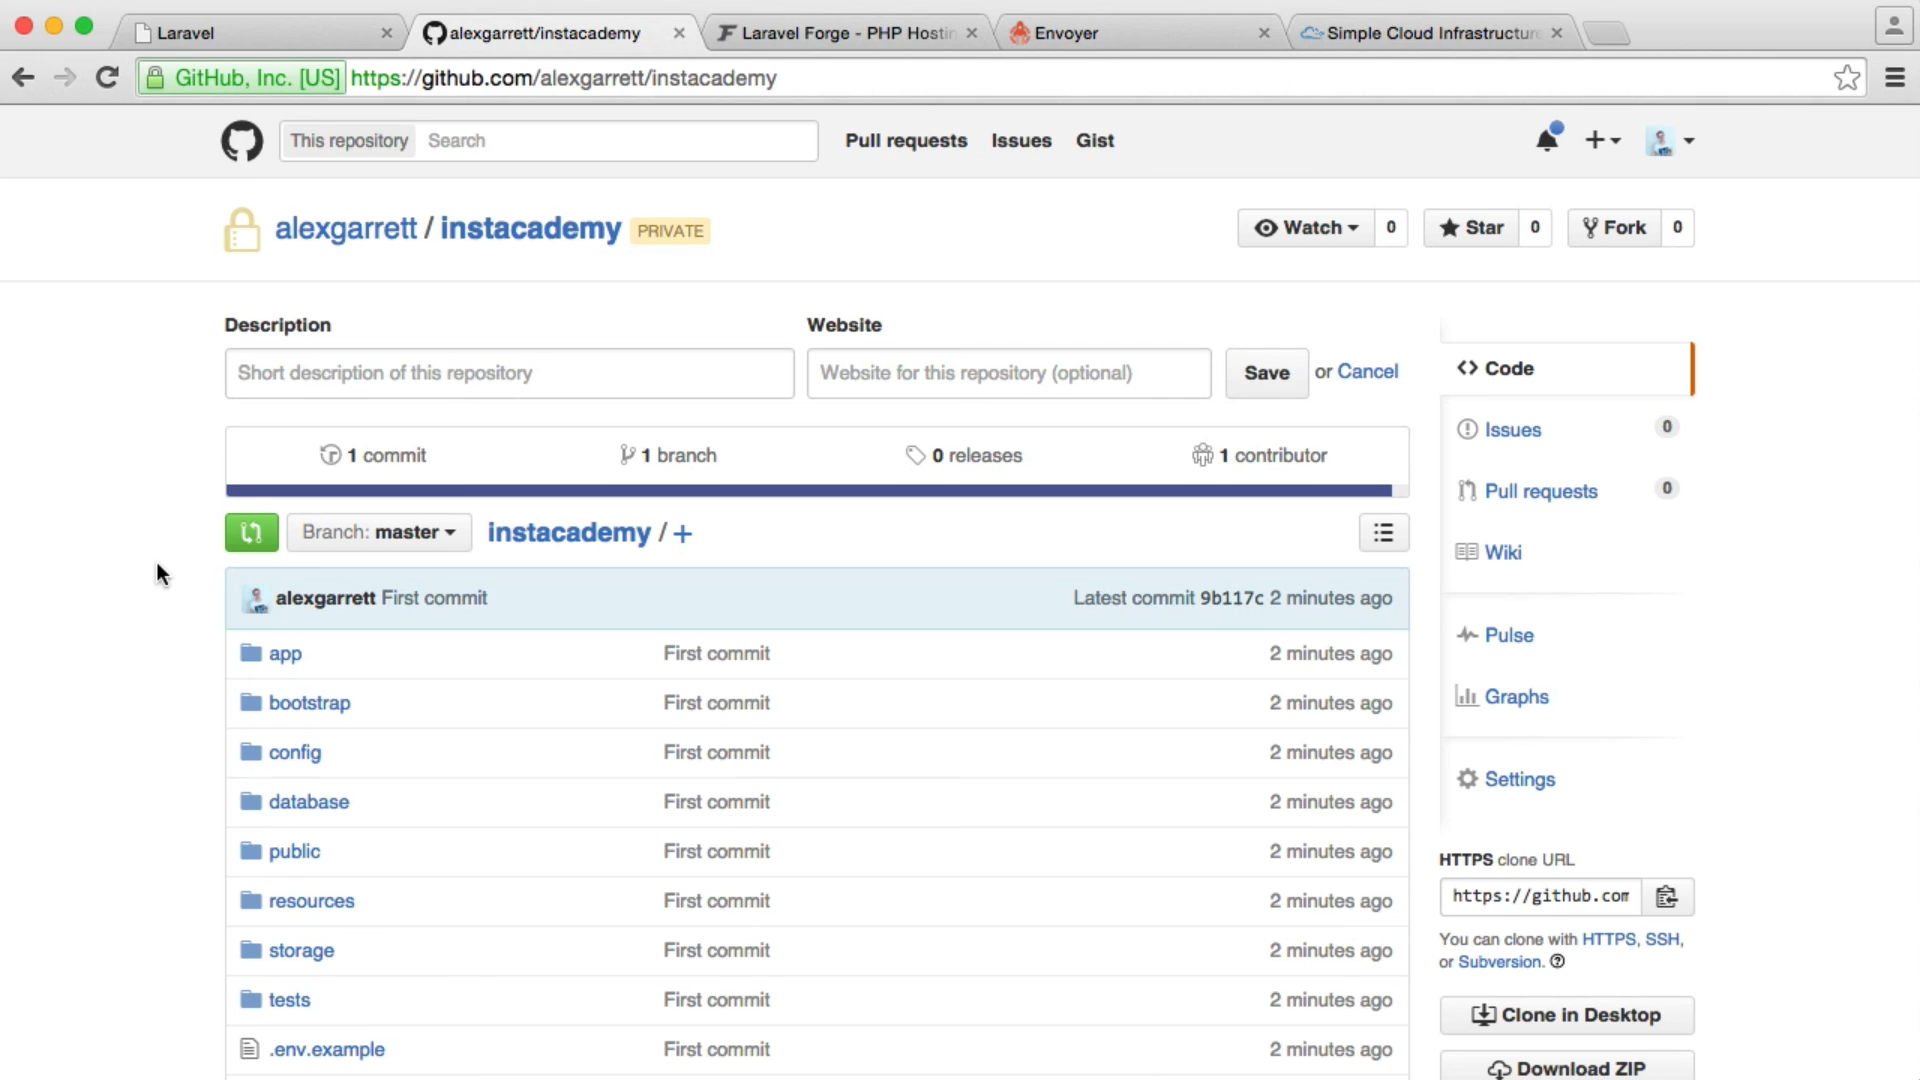 Laravel
alexgarrett/instacademy
Laravel Forge - PHP Hostin
Envoyer
Simple Cloud Infrastructure
GitHub, Inc. [US] https://github.com/alexgarrett/instacademy
This repository Search Pull requests Issues Gist
alexgarrett / instacademy PRIVATE
Watch 0 Star 0 Fork 0
Description Website
Short description of this repository Website for this repository (optional) Save or Cancel
1 commit 1 branch 0 releases 1 contributor
Branch: master instacademy / +
alexgarrett First commit Latest commit 9b117c 2 minutes ago
app First commit 2 minutes ago
bootstrap First commit 2 minutes ago
config First commit 2 minutes ago
database First commit 2 minutes ago
public First commit 2 minutes ago
resources First commit 2 minutes ago
storage First commit 2 minutes ago
tests First commit 2 minutes ago
.env.example First commit 2 minutes ago
Code
Issues 0
Pull requests 0
Wiki
Pulse
Graphs
Settings
HTTPS clone URL
https://github.com
You can clone with HTTPS, SSH,
or Subversion.
Clone in Desktop
Download ZIP